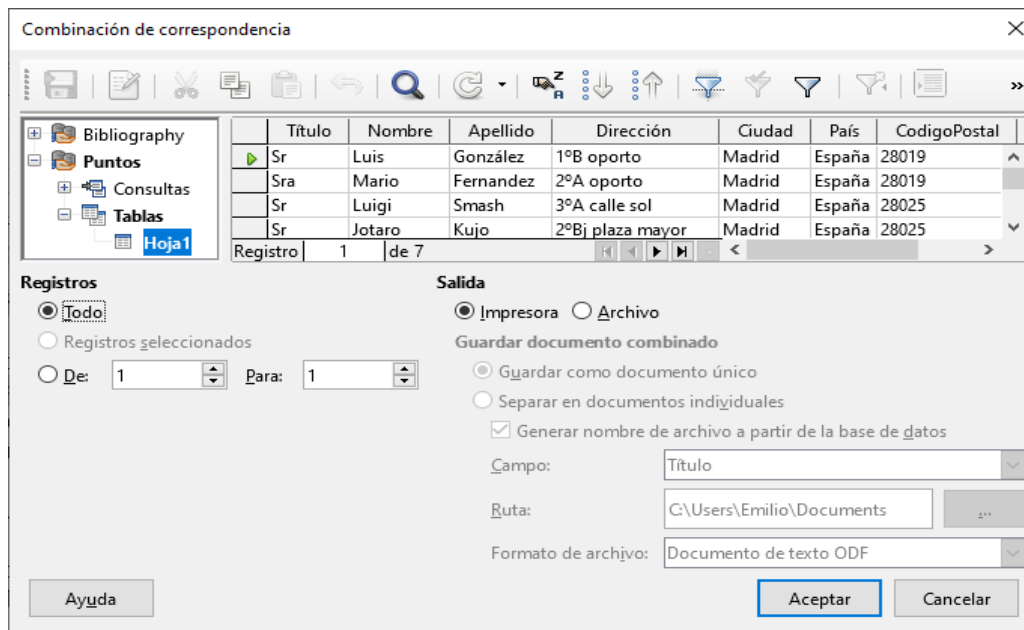 Combinación de correspondencia
Bibliography
Puntos
Consultas
Tablas
Hoja1
Título Nombre Apellido Dirección Ciudad País CodigoPostal
Sr Luis González 1ºB oporto Madrid España 28019
Sra Mario Fernandez 2ºA oporto Madrid España 28019
Sr Luigi Smash 3ºA calle sol Madrid España 28025
Sr Jotaro Kujo 2ºBj plaza mayor Madrid España 28025
Registro 1 de 7
Registros
Todo
Registros seleccionados
De: 1 Para: 1
Salida
Impresora Archivo
Guardar documento combinado
Guardar como documento único
Separar en documentos individuales
Generar nombre de archivo a partir de la base de datos
Campo: Título
Ruta: C:\Users\Emilio\Documents ...
Formato de archivo: Documento de texto ODF
Ayuda Aceptar Cancelar